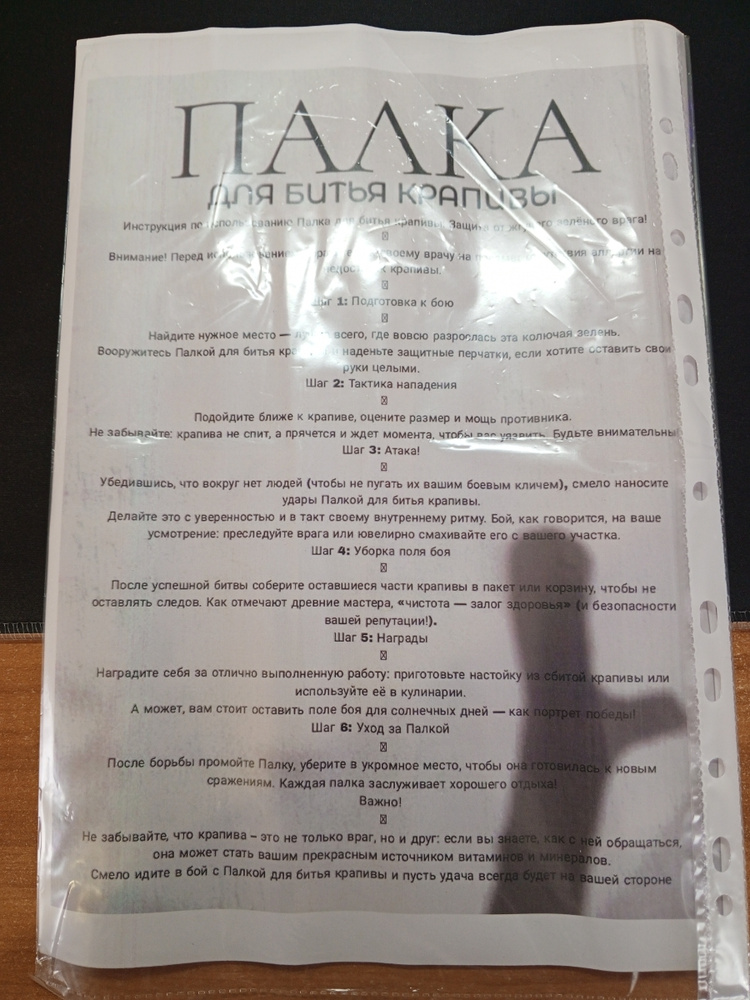 ПАЛКА
ДЛЯ БИТЬЯ КРАПИВЫ
Инструкция по использованию Палка для битья крапивы. Защита от жгучего зелёного врага!
Внимание! Перед вашему врачу на аллергии на
крапивы.
Шаг 1: Подготовка к бою
Найдите нужное место — лучше всего, где вовсю разрослась эта колючая зелень.
Вооружитесь Палкой для битья крапивы и наденьте защитные перчатки, если хотите оставить свои
руки целыми.
Шаг 2: Тактика нападения
Подойдите ближе к крапиве, оцените размер и мощь противника.
Не забывайте: крапива не спит, а прячется и ждет момента, чтобы вас уязвить. Будьте внимательны
Шаг 3: Атака!
Убедившись, что вокруг нет людей (чтобы не пугать их вашим боевым кличем), смело наносите
удары Палкой для битья крапивы.
Делайте это с уверенностью и в такт своему внутреннему ритму. Бой, как говорится, на ваше
усмотрение: преследуйте врага или ювелирно смахивайте его с вашего участка.
Шаг 4: Уборка поля боя
После успешной битвы соберите оставшиеся части крапивы в пакет или корзину, чтобы не
оставлять следов. Как отмечают древние мастера, «чистота — залог здоровья» (и безопасности
вашей репутации!).
Шаг 5: Награды
Наградите себя за отлично выполненную работу: приготовьте настойку из сбитой крапивы или
используйте её в кулинарии.
А может, вам стоит оставить поле боя для солнечных дней — как портрет победы!
Шаг 6: Уход за Палкой
После борьбы промойте Палку, уберите в укромное место, чтобы она готовилась к новым
сражениям. Каждая палка заслуживает хорошего отдыха!
Важно!
Не забывайте, что крапива – это не только враг, но и друг: если вы знаете, как с ней обращаться,
она может стать вашим прекрасным источником витаминов и минералов.
Смело идите в бой с Палкой для битья крапивы и пусть удача всегда будет на вашей стороне